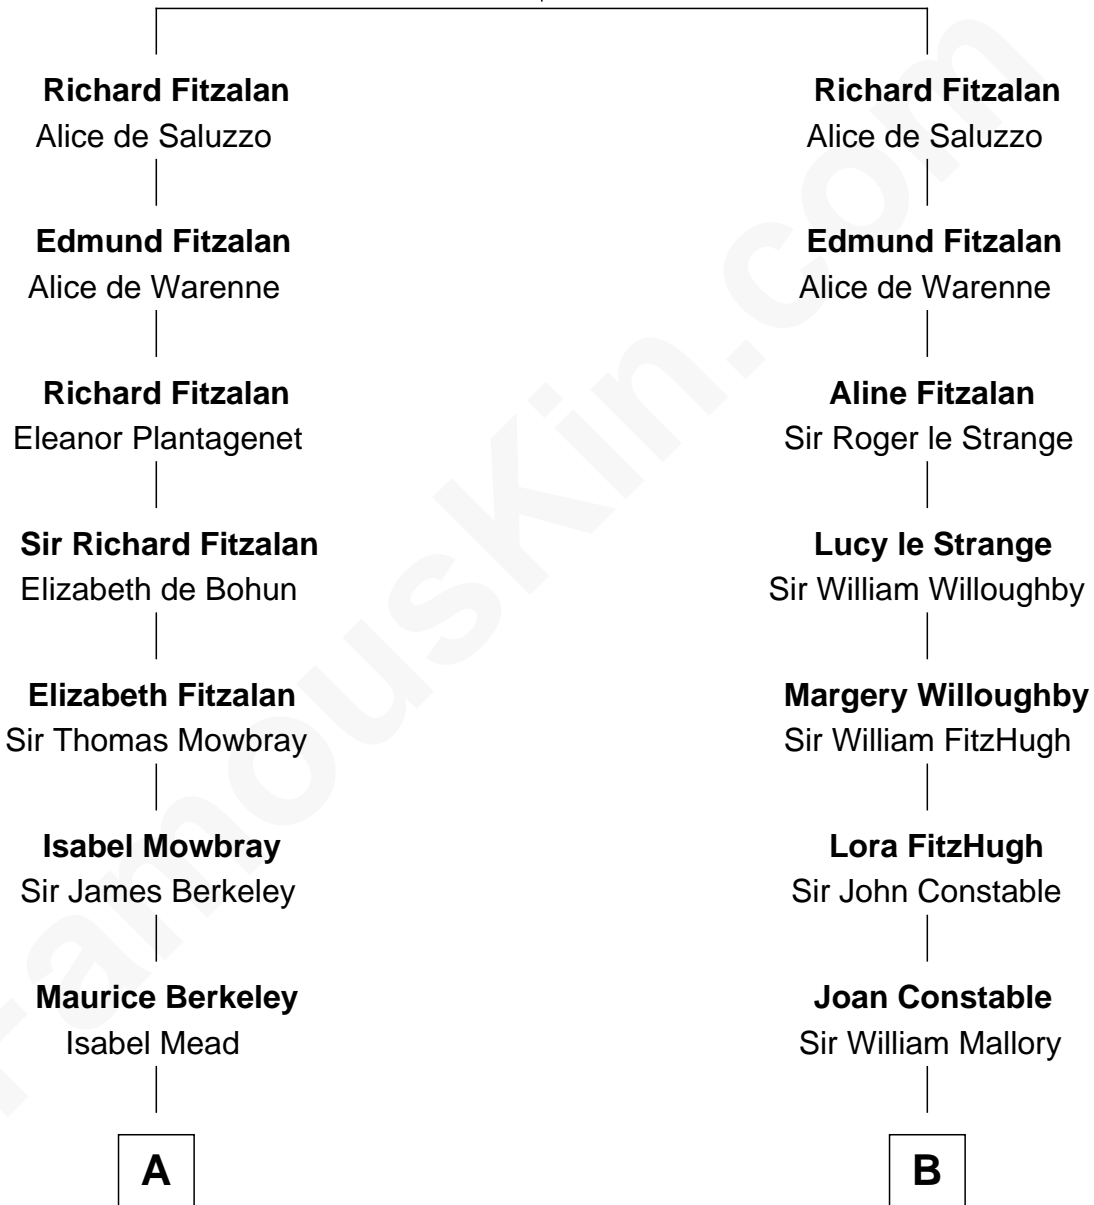 Richard Fitzalan
Alice de Saluzzo
Edmund Fitzalan
Alice de Warenne
Richard Fitzalan
Eleanor Plantagenet
Sir Richard Fitzalan
Elizabeth de Bohun
Elizabeth Fitzalan
Sir Thomas Mowbray
Isabel Mowbray
Sir James Berkeley
Maurice Berkeley
Isabel Mead
A
Richard Fitzalan
Alice de Saluzzo
Edmund Fitzalan
Alice de Warenne
Aline Fitzalan
Sir Roger le Strange
Lucy le Strange
Sir William Willoughby
Margery Willoughby
Sir William FitzHugh
Lora FitzHugh
Sir John Constable
Joan Constable
Sir William Mallory
B
FamousKin.com